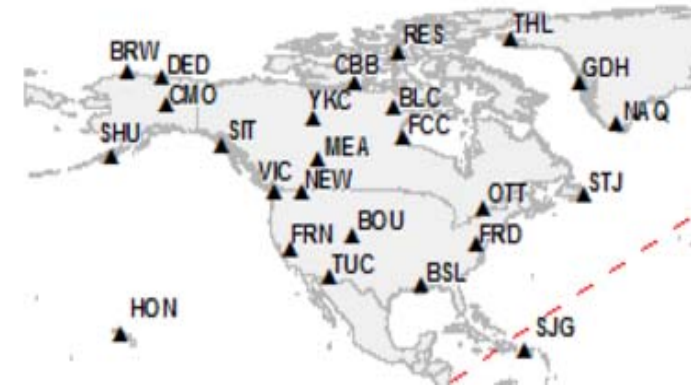 THL
RES
BRW
DED
CBB
GDH
CMO
YKC
BLC
NAQ
FCC
SHU
SIT
MEA
VIC
NEW
STJ
OTT
BOU
FRN
FRD
TUC
BSL
HON
SJG